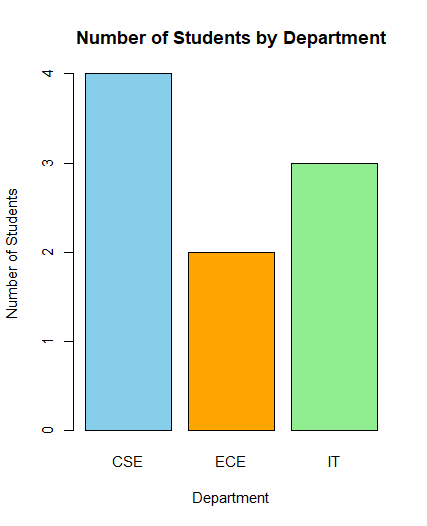 Number of Students by Department
Number of Students
4
3
2
1
0
CSE
ECE
IT
Department